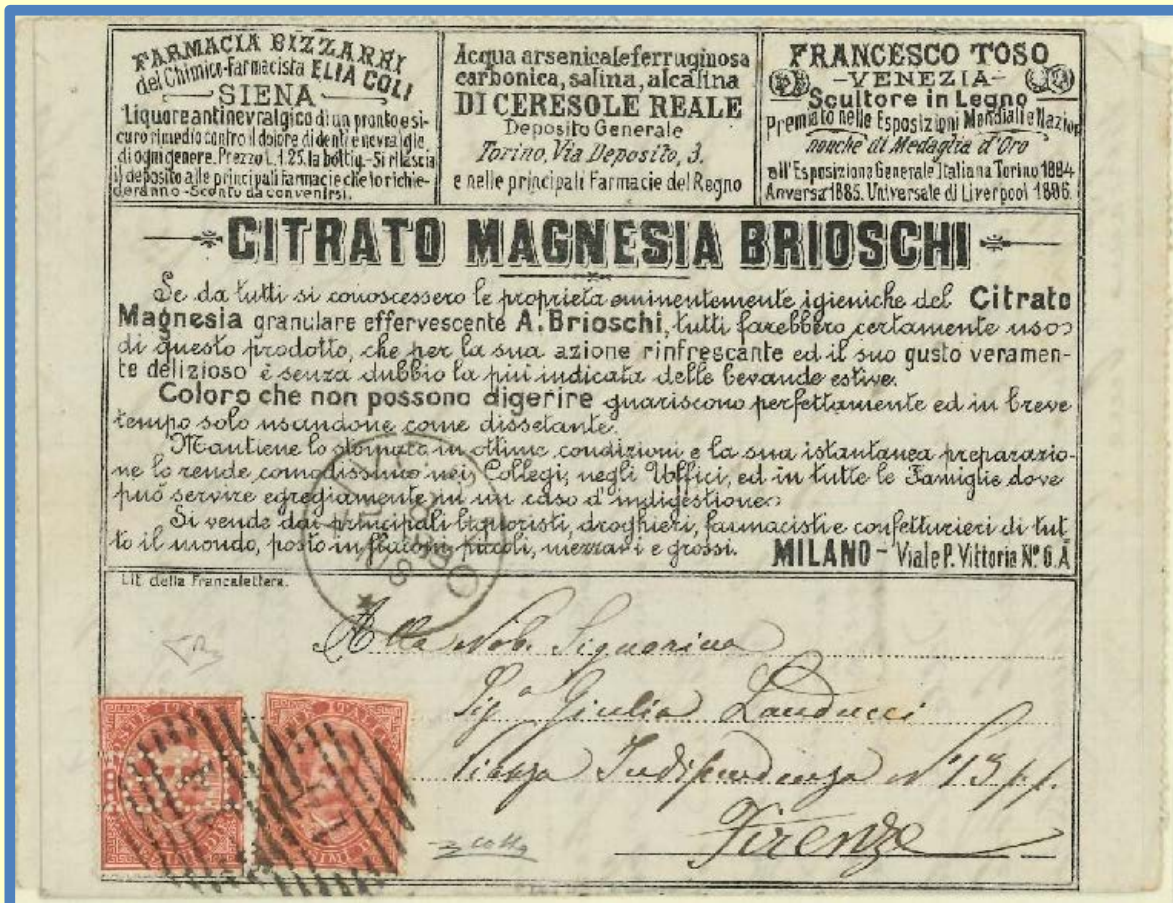 FARMACIA BIZZARRI
del Chimico-Farmacista ELIA COLI
SIENA
Liquore antinevralgico di un pronto e si-
curo rimedio contro il dolore di denti e nevralgie
di ogni genere. Prezzo L. 1.25. la bottig.- Si rilascia
il deposito alle principali farmacie che lo richie-
deranno - Sconto da convenirsi.
Acqua arsenicale ferruginosa
carbonica, salina, alcalina
DI CERESOLE REALE
Deposito Generale
Torino, Via Deposito, 3.
e nelle principali Farmacie del Regno
FRANCESCO TOSO
-VENEZIA-
Scultore in Legno
Premiato nelle Esposizioni Mondiali e Nazion
nonchè di Medaglia d'Oro
all'Esposizione Generale Italiana Torino 1884
Anversa 1885. Universale di Liverpool 1886.
CITRATO MAGNESIA BRIOSCHI
Se da tutti si conoscessero le proprietà eminentemente igieniche del Citrato
Magnesia granulare effervescente A. Brioschi, tutti farebbero certamente uso
di questo prodotto, che per la sua azione rinfrescante ed il suo gusto veramen-
te delizioso è senza dubbio la più indicata delle bevande estive.
Coloro che non possono digerire guariscono perfettamente ed in breve
tempo solo usandone come dissetante.
Mantiene lo stomaco in ottime condizioni e la sua istantanea preparazio-
ne lo rende comodissimo nei Collegi, negli Uffici, ed in tutte le Famiglie dove
può servire egregiamente in un caso d'indigestione.
Si vende dai principali liquoristi, droghieri, farmacisti e confetturieri di tut
to il mondo, posto in flaconi piccoli, mezzani e grossi. MILANO - Viale P. Vittoria Nº 6. A
Lit. della Francalettera.
Alla Nob. Signorina
Sigª Giulia Landucci
Piazza Indipendenza nº 13 p.p.
Firenze